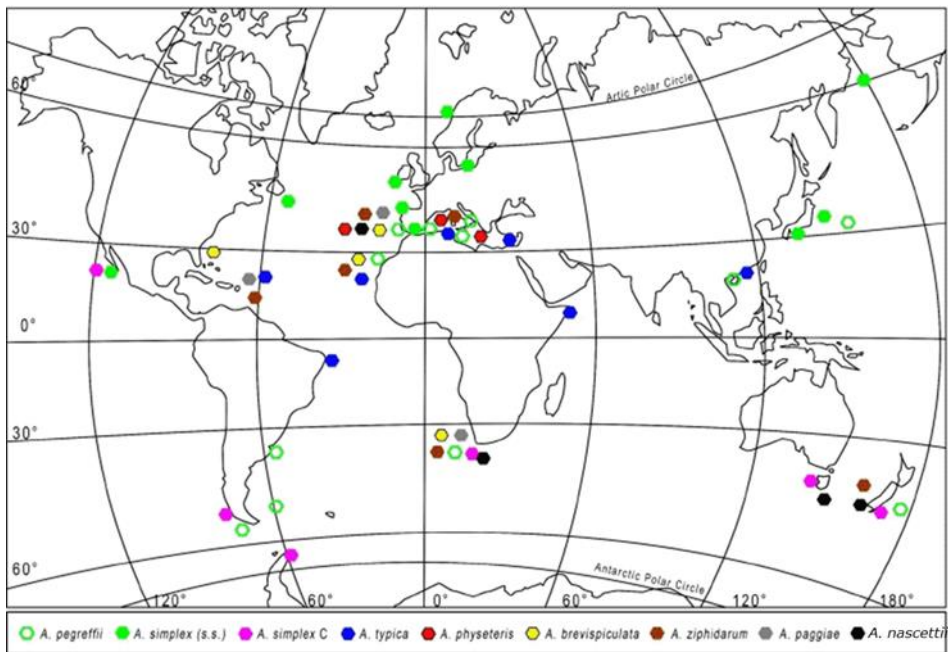 60°
Artic Polar Circle
30°
0°
30°
60°
Antarctic Polar Circle
120° 60° 0° 60° 120° 180°
A. pegreffii A. simplex (s.s.) A. simplex C A. typica A. physeteris A. brevispiculata A. ziphidarum A. paggiae A. nascettii